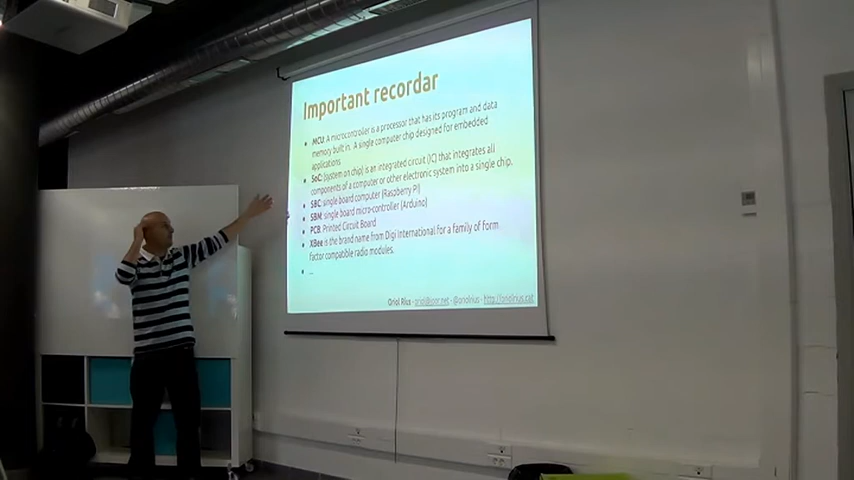 Important recordar
MCU: A microcontroller is a processor that has its program and data
memory built in. A single computer chip designed for embedded
applications
SoC: (system on chip) is an integrated circuit (IC) that integrates all
components of a computer or other electronic system into a single chip.
SBC: single board computer (Raspberry Pi)
SBM: single board micro-controller (Arduino)
PCB: Printed Circuit Board
XBee is the brand name from Digi International for a family of form
factor compatible radio modules.
...
Oriol Rius - oriol@joor.net - @oriolrius - http://oriolrius.cat